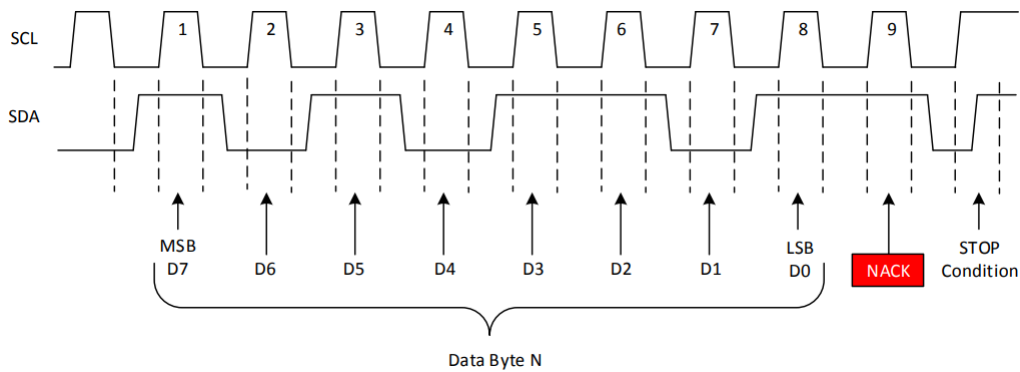 SCL
1 2 3 4 5 6 7 8 9
SDA
MSB LSB STOP
D7 D6 D5 D4 D3 D2 D1 D0 NACK Condition
Data Byte N